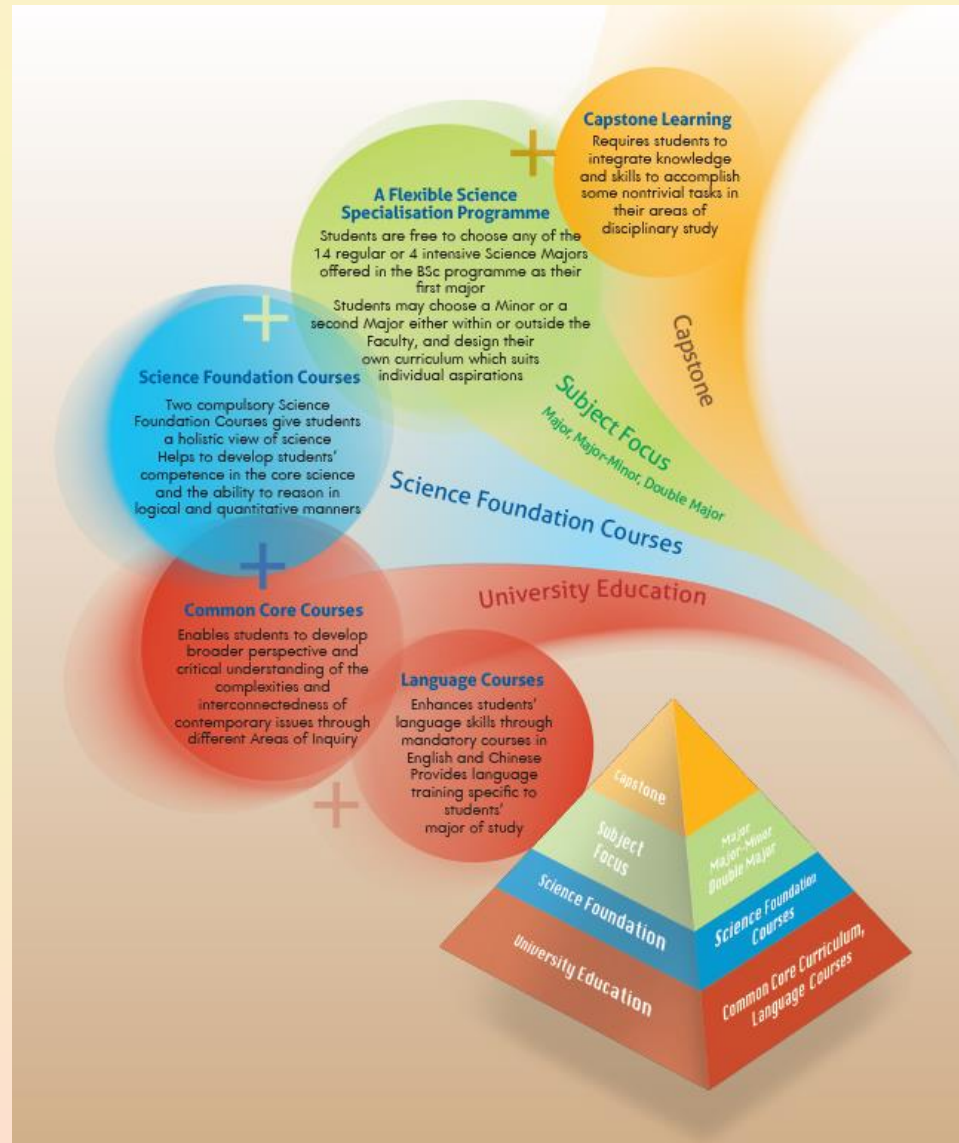 Capstone Learning
Requires students to
integrate knowledge
and skills to accomplish
some nontrivial tasks in
their areas of
disciplinary study
A Flexible Science
Specialisation Programme
Students are free to choose any of the
14 regular or 4 intensive Science Majors
offered in the BSc programme as their
first major
Students may choose a Minor or a
second Major either within or outside the
Faculty, and design their
own curriculum which suits
individual aspirations
Science Foundation Courses
Two compulsory Science
Foundation Courses give students
a holistic view of science
Helps to develop students'
competence in the core science
and the ability to reason in
logical and quantitative manners
Common Core Courses
Enables students to develop
broader perspective and
critical understanding of the
complexities and
interconnectedness of
contemporary issues through
different Areas of Inquiry
Language Courses
Enhances students'
language skills through
mandatory courses in
English and Chinese
Provides language
training specific to
students'
major of study
Capstone
Subject Focus
Major, Major-Minor, Double Major
Science Foundation Courses
University Education
Capstone
Subject
Focus
Major
Major-Minor
Double Major
Science Foundation
Science Foundation
Courses
University Education
Common Core Curriculum,
Language Courses